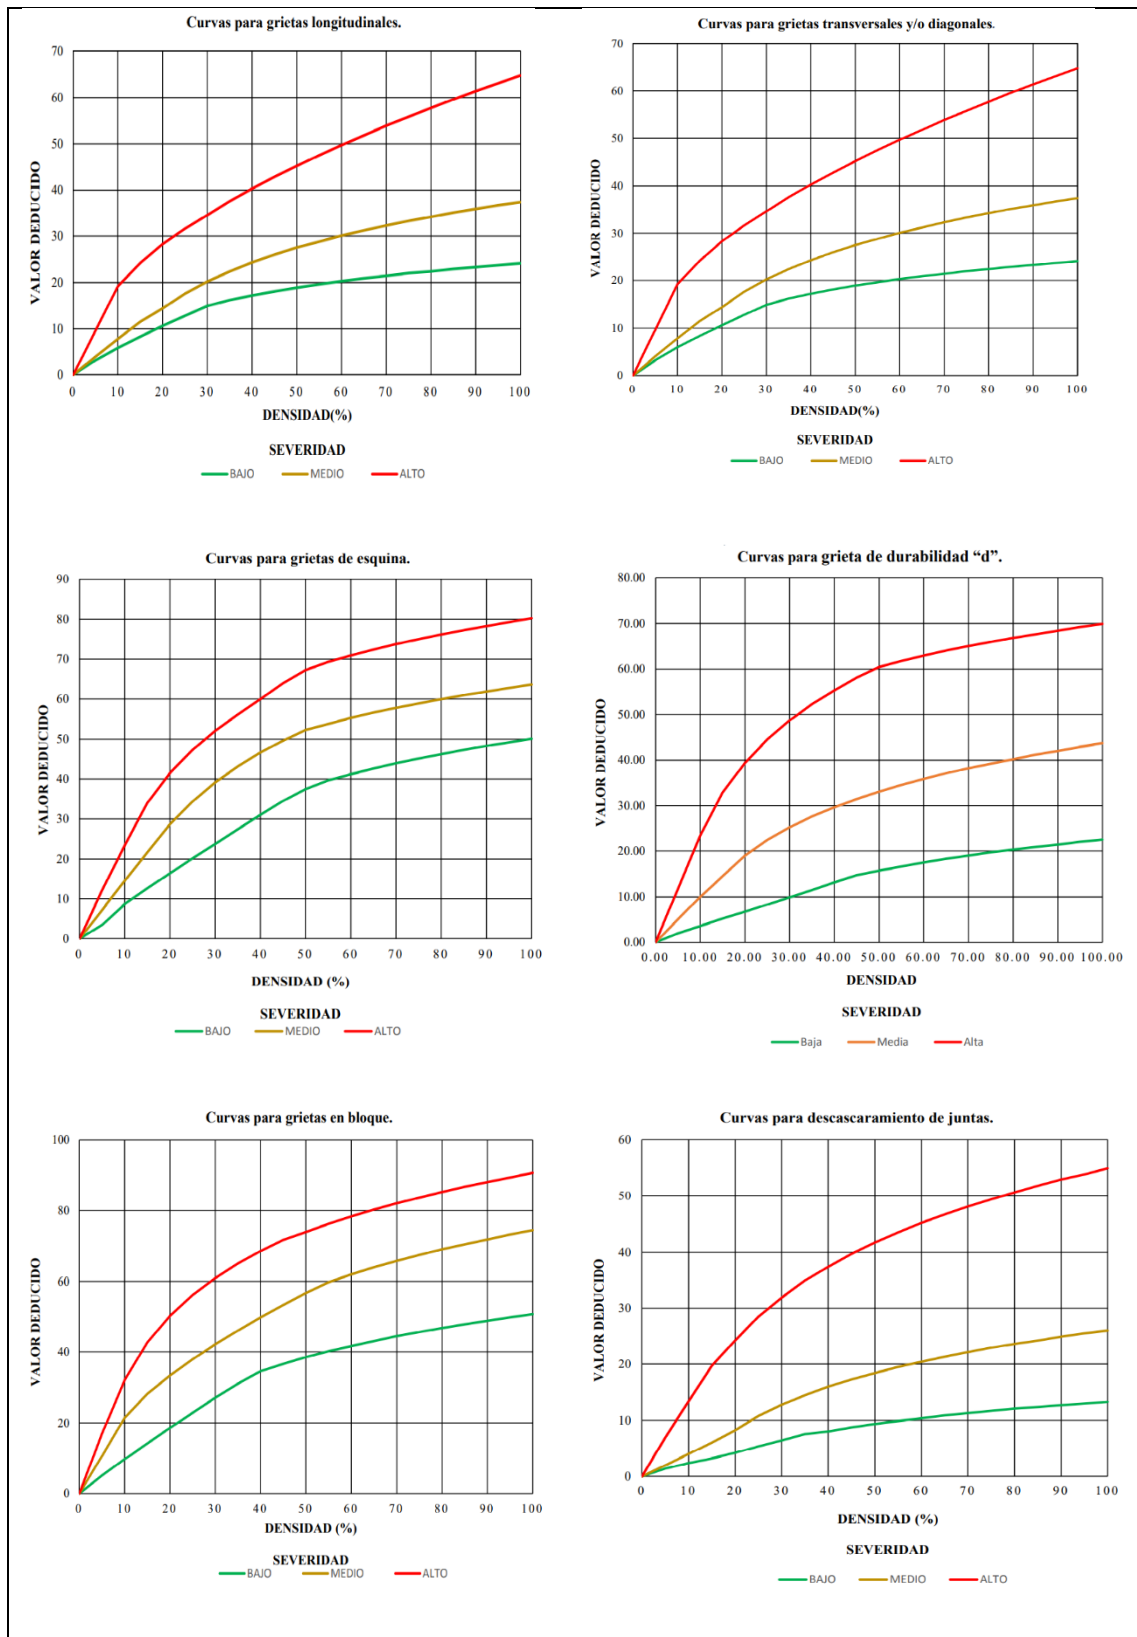 Curvas para grietas longitudinales.
70
60
50
40
30
20
10
0
VALOR DEDUCIDO
0 10 20 30 40 50 60 70 80 90 100
DENSIDAD(%)
SEVERIDAD
BAJO MEDIO ALTO
Curvas para grietas transversales y/o diagonales.
70
60
50
40
30
20
10
0
VALOR DEDUCIDO
0 10 20 30 40 50 60 70 80 90 100
DENSIDAD(%)
SEVERIDAD
BAJO MEDIO ALTO
Curvas para grietas de esquina.
90
80
70
60
50
40
30
20
10
0
VALOR DEDUCIDO
0 10 20 30 40 50 60 70 80 90 100
DENSIDAD (%)
SEVERIDAD
BAJO MEDIO ALTO
Curvas para grieta de durabilidad “d”.
80.00
70.00
60.00
50.00
40.00
30.00
20.00
10.00
0.00
VALOR DEDUCIDO
0.00 10.00 20.00 30.00 40.00 50.00 60.00 70.00 80.00 90.00 100.00
DENSIDAD
SEVERIDAD
Baja Media Alta
Curvas para grietas en bloque.
100
80
60
40
20
0
VALOR DEDUCIDO
0 10 20 30 40 50 60 70 80 90 100
DENSIDAD (%)
SEVERIDAD
BAJO MEDIO ALTO
Curvas para descascaramiento de juntas.
60
50
40
30
20
10
0
VALOR DEDUCIDO
0 10 20 30 40 50 60 70 80 90 100
DENSIDAD (%)
SEVERIDAD
BAJO MEDIO ALTO